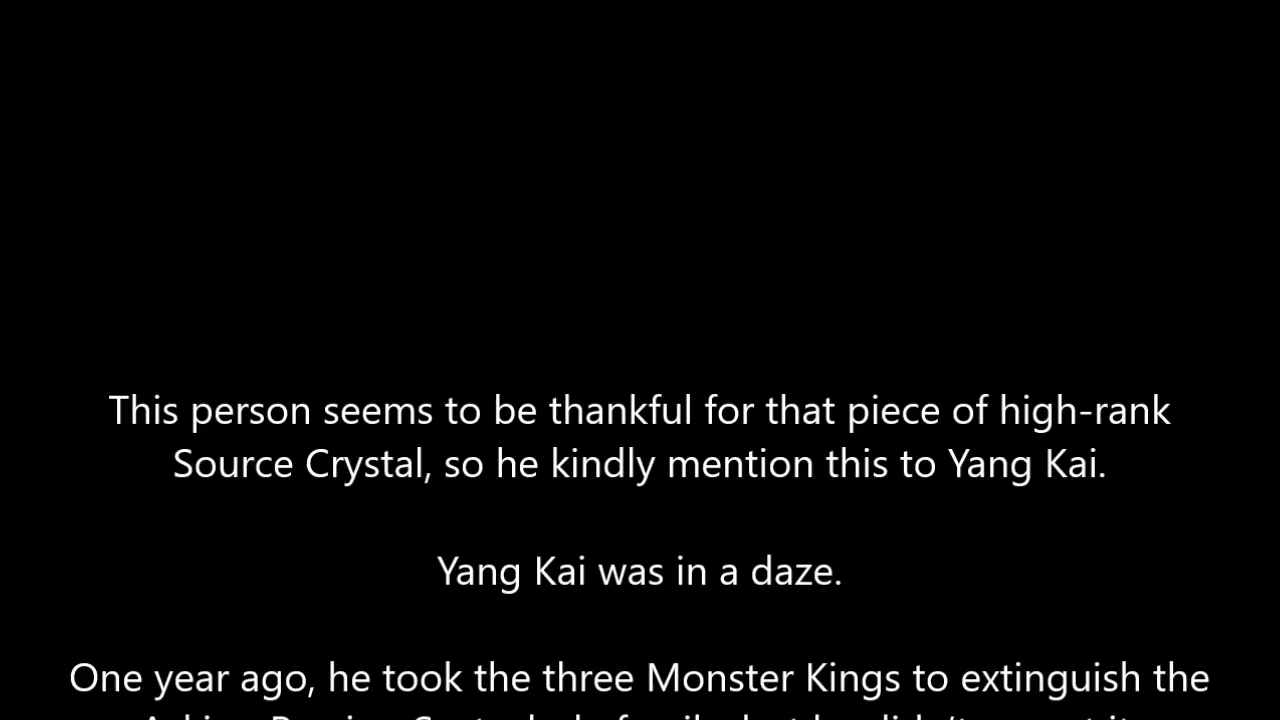 This person seems to be thankful for that piece of high-rank
Source Crystal, so he kindly mention this to Yang Kai.
Yang Kai was in a daze.
One year ago, he took the three Monster Kings to extinguish the